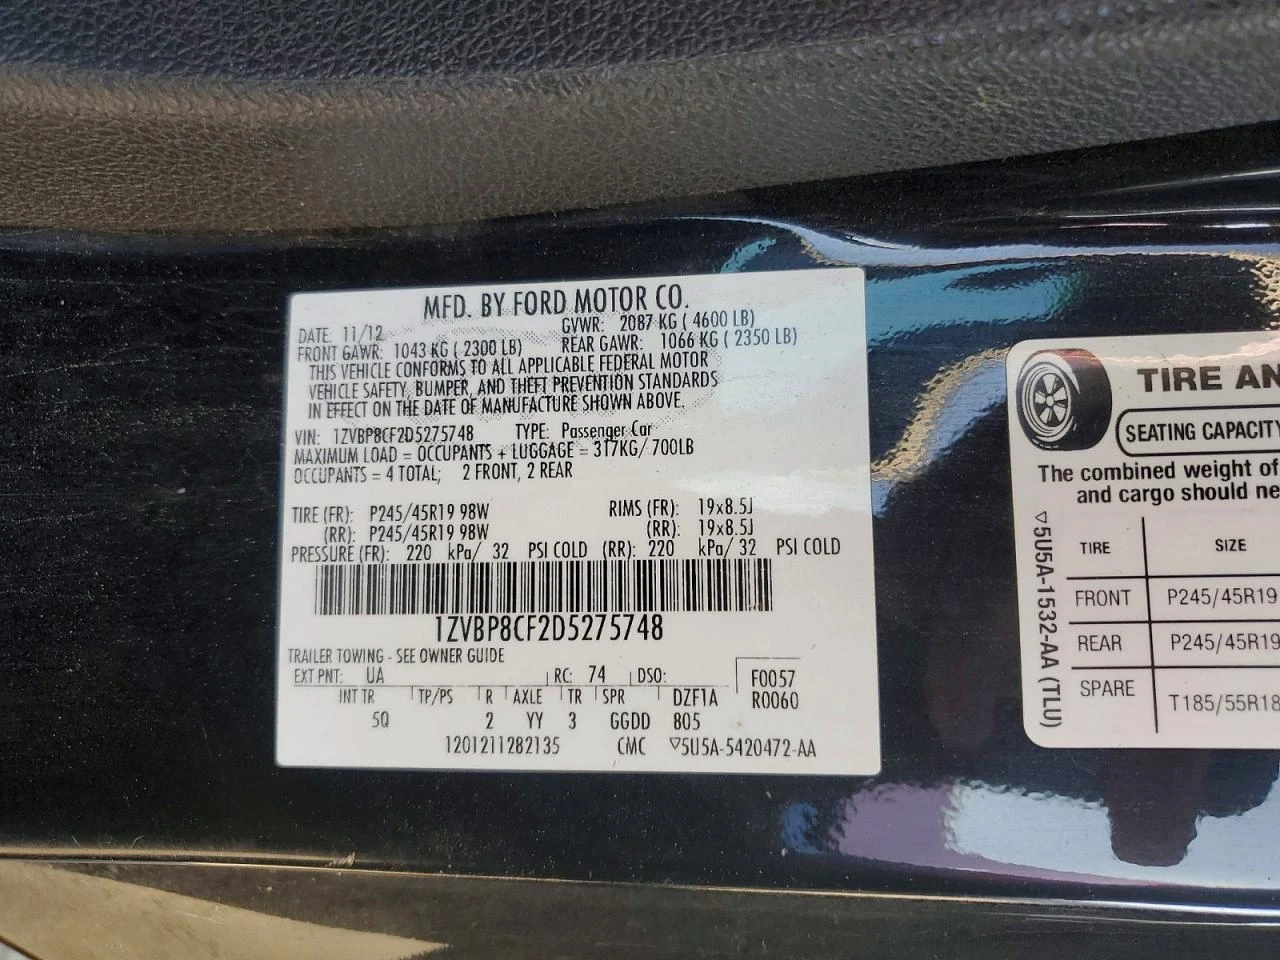 MFD. BY FORD MOTOR CO.
DATE: 11/12 GVWR: 2087 KG ( 4600 LB)
FRONT GAWR: 1043 KG ( 2300 LB) REAR GAWR: 1066 KG ( 2350 LB)
THIS VEHICLE CONFORMS TO ALL APPLICABLE FEDERAL MOTOR
VEHICLE SAFETY, BUMPER, AND THEFT PREVENTION STANDARDS
IN EFFECT ON THE DATE OF MANUFACTURE SHOWN ABOVE.
VIN: 1ZVBP8CF2D5275748 TYPE: Passenger Car
MAXIMUM LOAD = OCCUPANTS + LUGGAGE = 317KG/ 700LB
OCCUPANTS = 4 TOTAL; 2 FRONT, 2 REAR
TIRE (FR): P245/45R19 98W RIMS (FR): 19x8.5J
(RR): P245/45R19 98W (RR): 19x8.5J
PRESSURE (FR): 220 kPa/ 32 PSI COLD (RR): 220 kPa/ 32 PSI COLD
1ZVBP8CF2D5275748
TRAILER TOWING - SEE OWNER GUIDE
EXT PNT: UA RC: 74 DSO: F0057
INT TR TP/PS R AXLE TR SPR DZF1A R0060
5Q 2 YY 3 GGDD 805
1201211282135 CMC ▽5U5A-5420472-AA
TIRE AN
SEATING CAPACITY
The combined weight of
and cargo should ne
TIRE SIZE
FRONT P245/45R19
REAR P245/45R19
SPARE T185/55R18
▽5U5A-1532-AA (TLU)